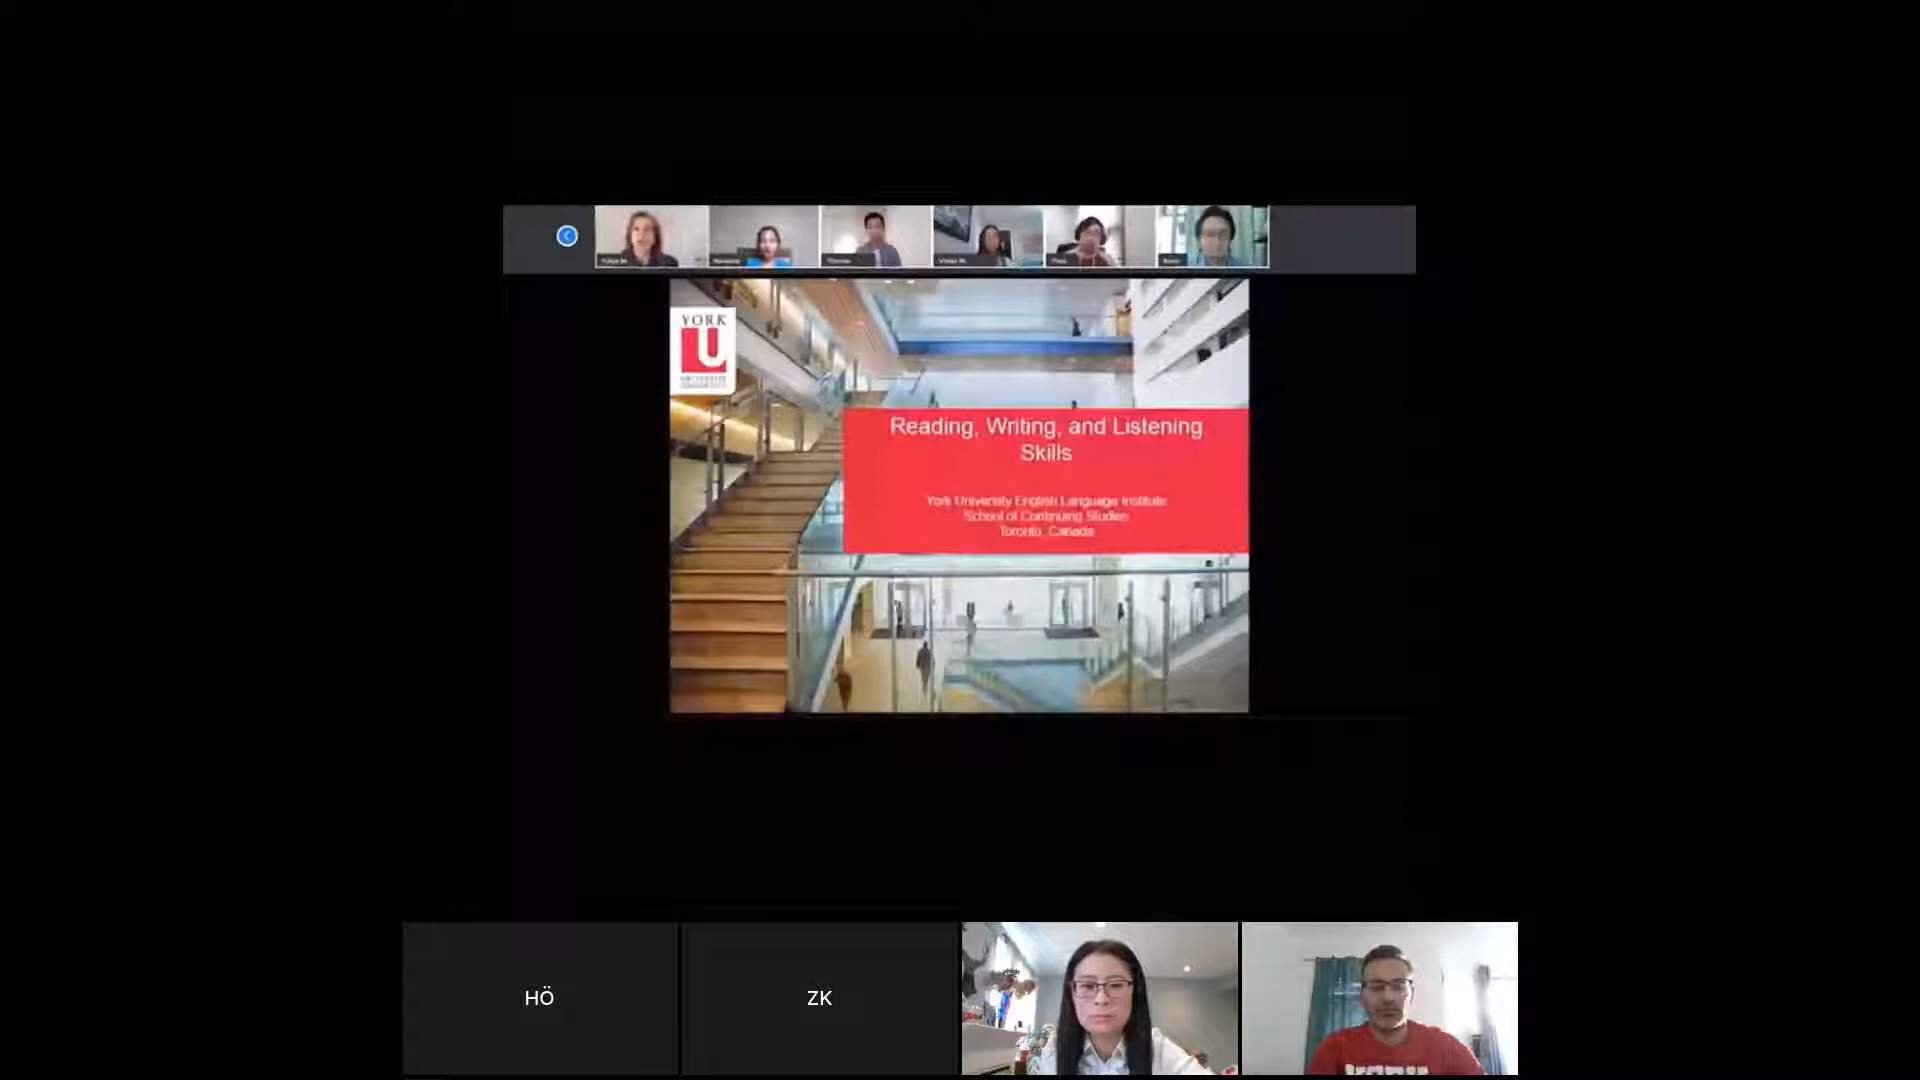 YORK
U
Reading, Writing, and Listening
Skills
York University English Language Institute
School of Continuing Studies
Toronto, Canada
HÖ
ZK